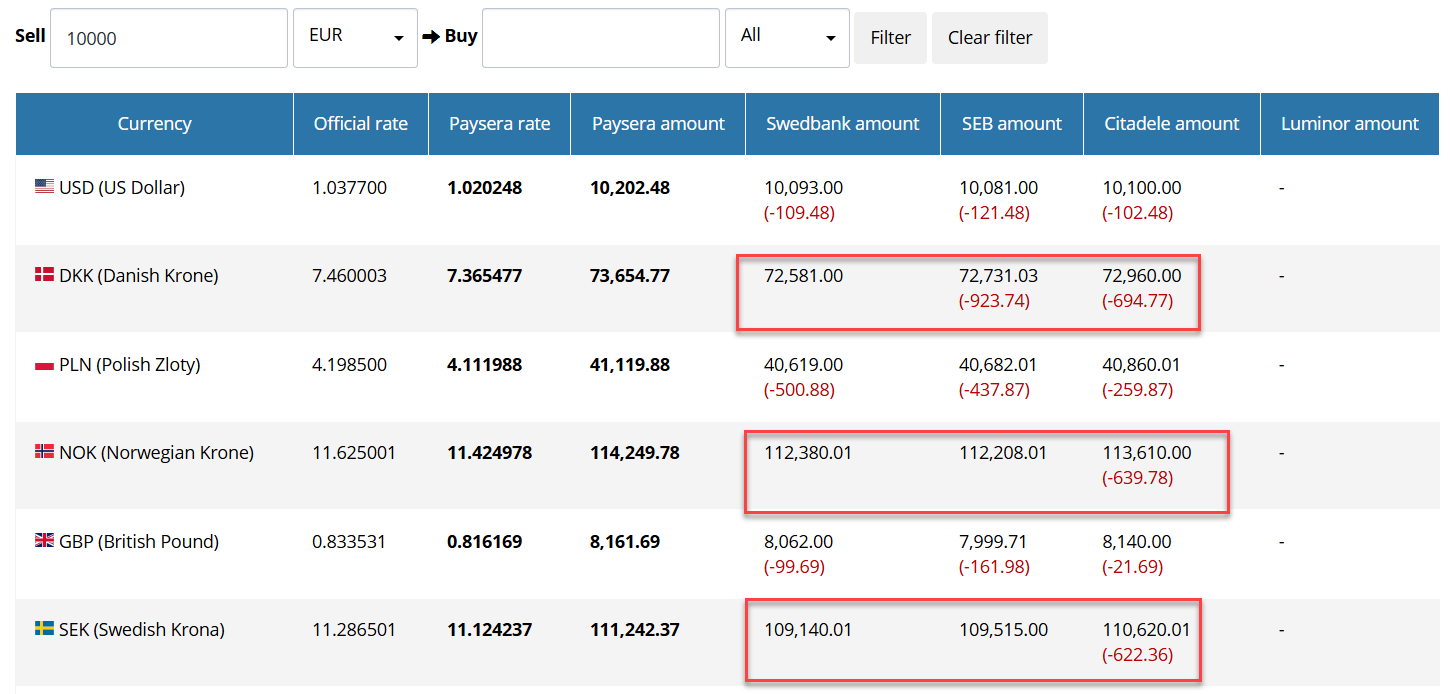 Sell 10000 EUR Buy All Filter Clear filter
Currency Official rate Paysera rate Paysera amount Swedbank amount SEB amount Citadele amount Luminor amount
USD (US Dollar) 1.037700 1.020248 10,202.48 10,093.00 10,081.00 10,100.00 -
(-109.48) (-121.48) (-102.48)
DKK (Danish Krone) 7.460003 7.365477 73,654.77 72,581.00 72,731.03 72,960.00 -
(-923.74) (-694.77)
PLN (Polish Zloty) 4.198500 4.111988 41,119.88 40,619.00 40,682.01 40,860.01 -
(-500.88) (-437.87) (-259.87)
NOK (Norwegian Krone) 11.625001 11.424978 114,249.78 112,380.01 112,208.01 113,610.00 -
(-639.78)
GBP (British Pound) 0.833531 0.816169 8,161.69 8,062.00 7,999.71 8,140.00 -
(-99.69) (-161.98) (-21.69)
SEK (Swedish Krona) 11.286501 11.124237 111,242.37 109,140.01 109,515.00 110,620.01 -
(-622.36)